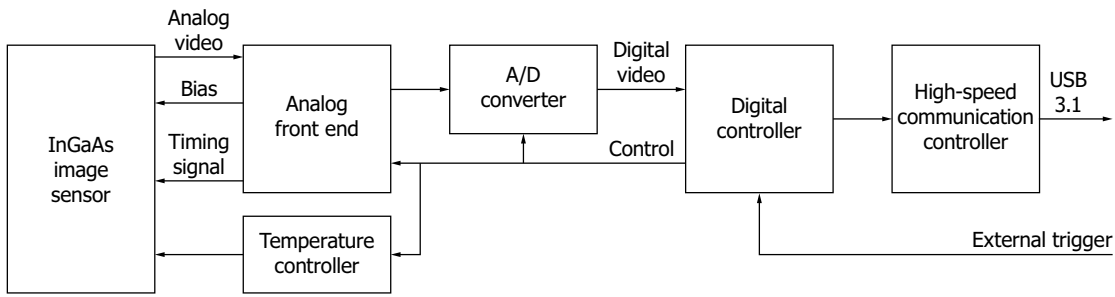 Analog
video
Bias
Timing
signal
InGaAs
image
sensor
Analog
front end
A/D
converter
Digital
video
Control
Digital
controller
High-speed
communication
controller
USB
3.1
Temperature
controller
External trigger